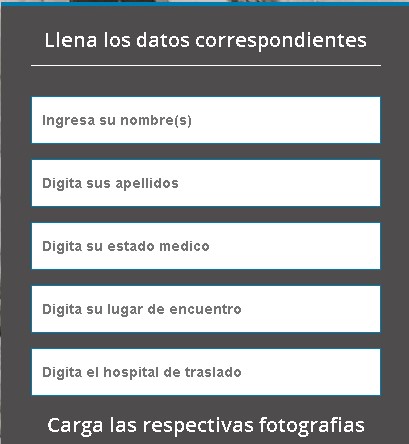 Llena los datos correspondientes
Ingresa su nombre(s)
Digita sus apellidos
Digita su estado medico
Digita su lugar de encuentro
Digita el hospital de traslado
Carga las respectivas fotografias